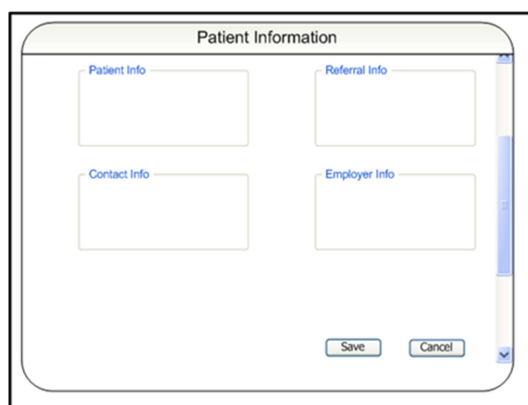 Patient Information
Patient Info
Referral Info
Contact Info
Employer Info
Save
Cancel